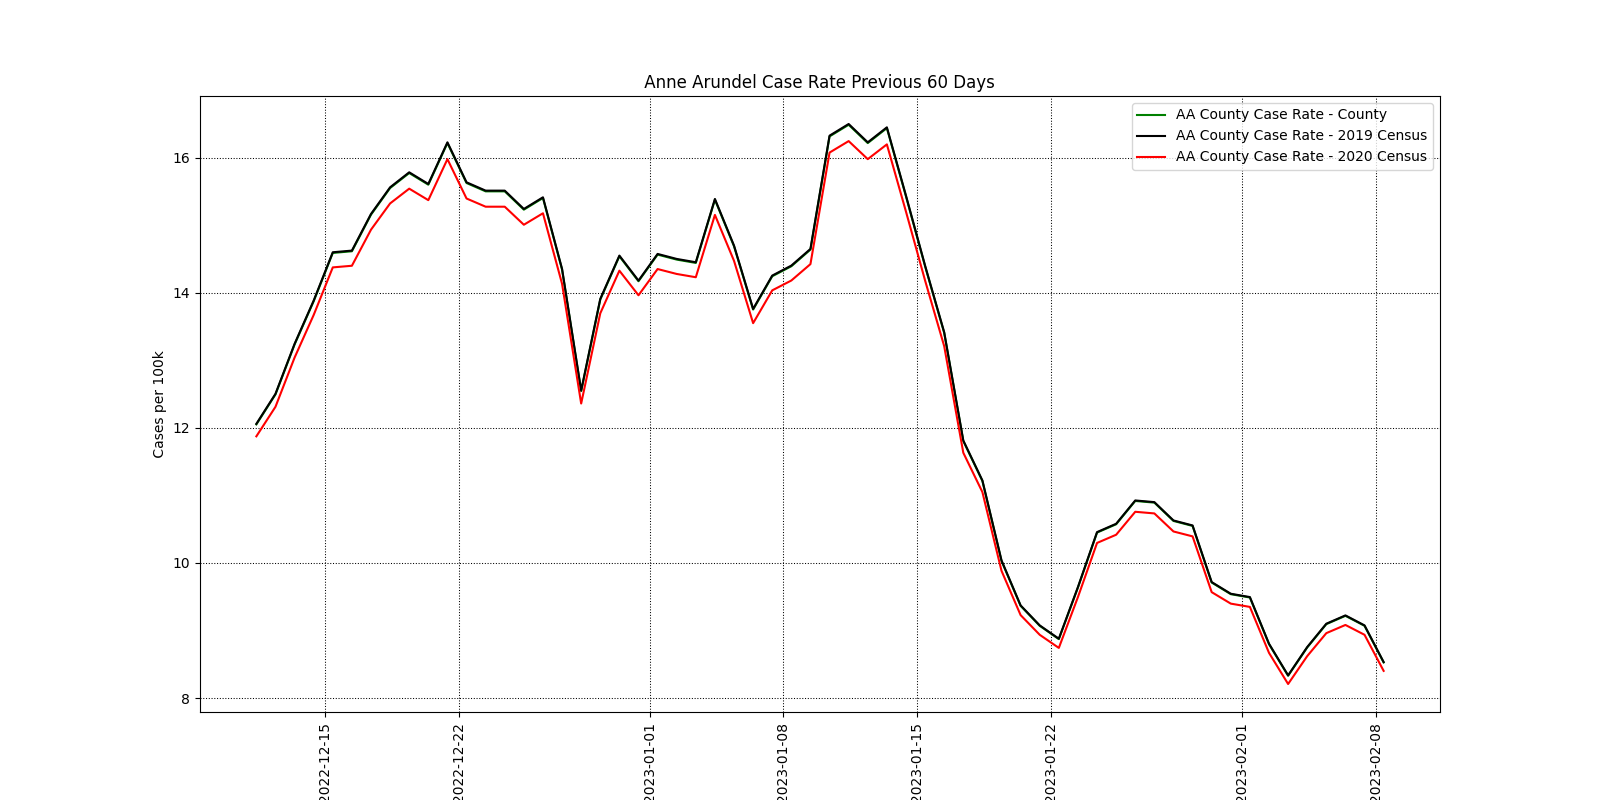 Anne Arundel Case Rate Previous 60 Days
AA County Case Rate - County
AA County Case Rate - 2019 Census
AA County Case Rate - 2020 Census
Cases per 100k
16
14
12
10
8
2022-12-15
2022-12-22
2023-01-01
2023-01-08
2023-01-15
2023-01-22
2023-02-01
2023-02-08